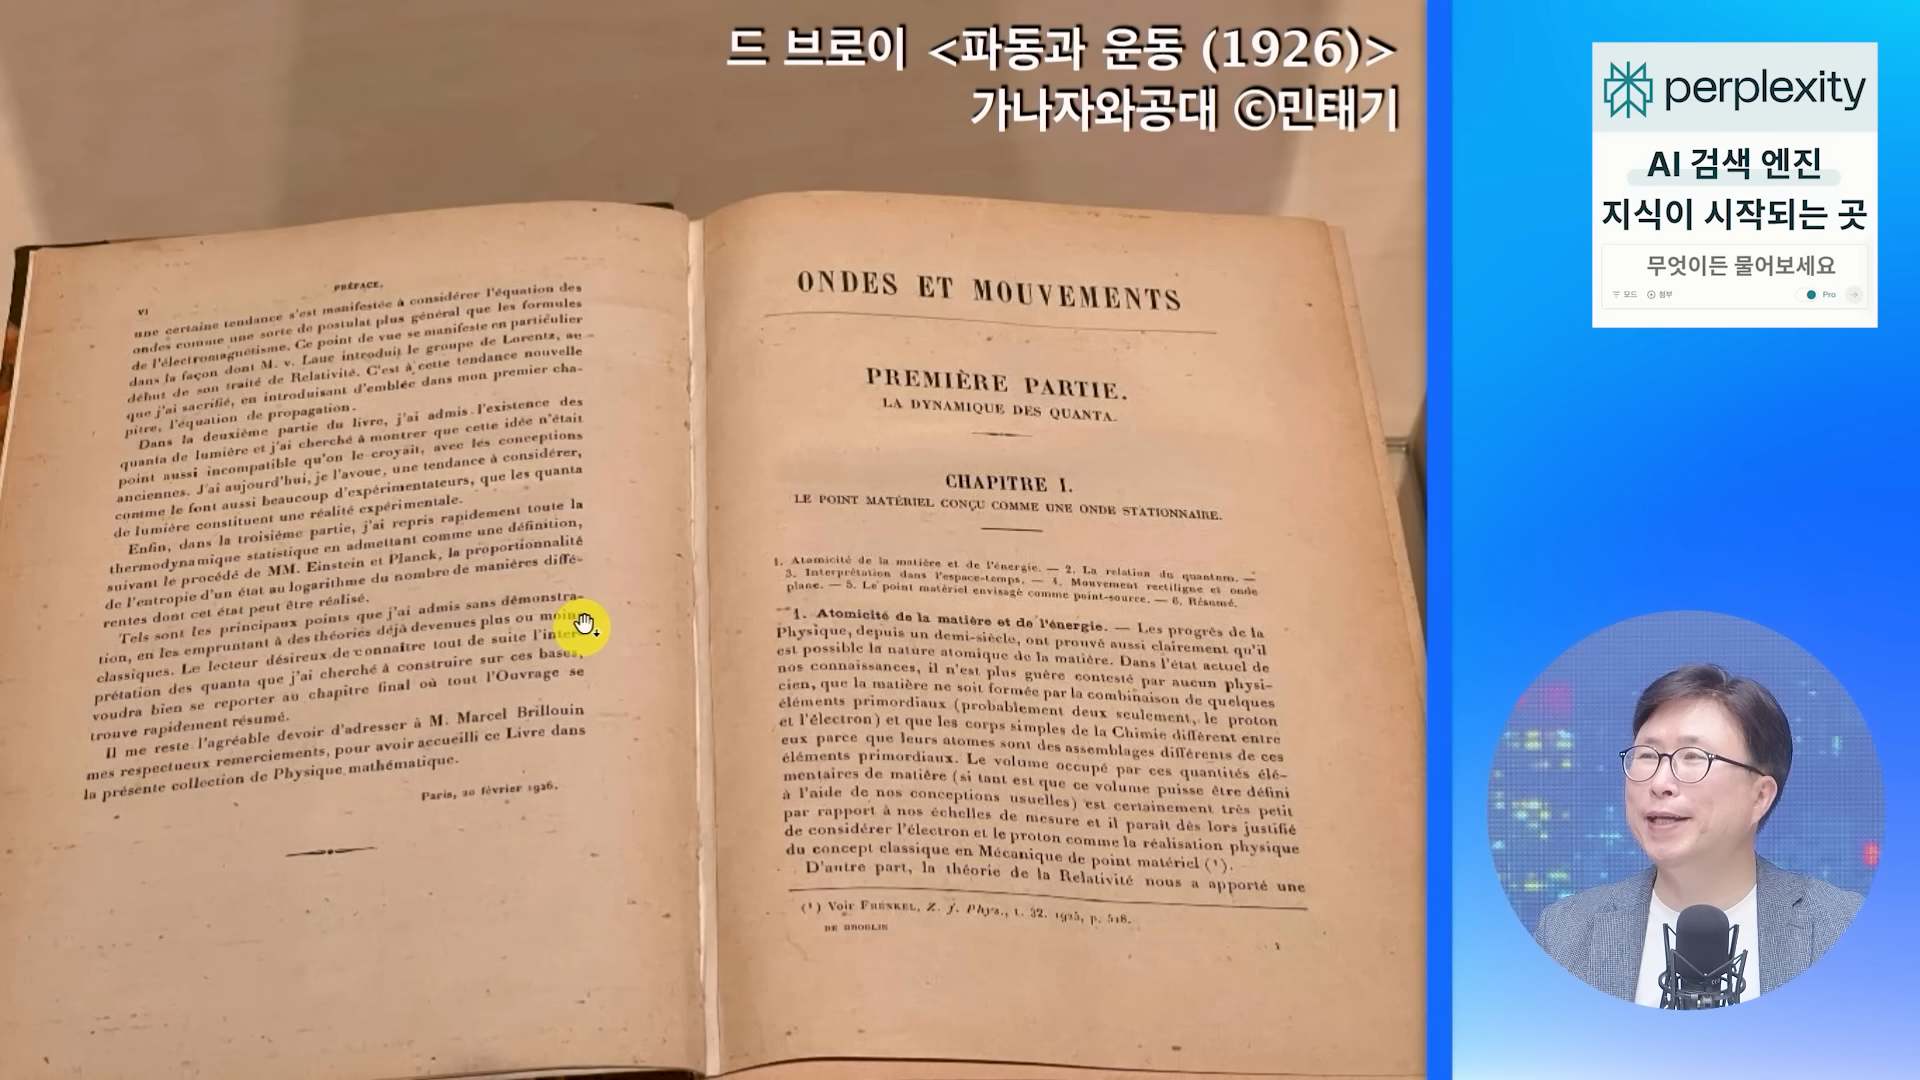 드 브로이 <파동과 운동 (1926)>
가나자와공대 ©민태기
PRÉFACE.
VI
une certaine tendance s'est manifestée à considérer l'équation des
ondes comme une sorte de postulat plus général que les formules
de l'électromagnétisme. Ce point de vue se manifeste en particulier
dans la façon dont M. v. Laue introduit le groupe de Lorentz, au
début de son traité de Relativité. C'est à cette tendance nouvelle
que j'ai sacrifié, en introduisant d'emblée dans mon premier cha-
pitre, l'équation de propagation.
Dans la deuxième partie du livre, j'ai admis l'existence des
quanta de lumière et j'ai cherché à montrer que cette idée n'était
point aussi incompatible qu'on le croyait, avec les conceptions
anciennes. J'ai aujourd'hui, je l'avoue, une tendance à considérer,
comme le font aussi beaucoup d'expérimentateurs, que les quanta
de lumière constituent une réalité expérimentale.
Enfin, dans la troisième partie, j'ai repris rapidement toute la
thermodynamique statistique en admettant comme une définition,
suivant le procédé de MM. Einstein et Planck, la proportionnalité
de l'entropie d'un état au logarithme du nombre de manières diffé-
rentes dont cet état peut être réalisé.
Tels sont les principaux points que j'ai admis sans démonstra-
tion, en les empruntant à des théories déjà devenues plus ou moins
classiques. Le lecteur désireux de connaître tout de suite l'inter-
prétation des quanta que j'ai cherché à construire sur ces bases,
voudra bien se reporter au chapitre final où tout l'Ouvrage se
trouve rapidement résumé.
Il me reste l'agréable devoir d'adresser à M. Marcel Brillouin
mes respectueux remerciements, pour avoir accueilli ce Livre dans
la présente collection de Physique mathématique.
Paris, 20 février 1926.
ONDES ET MOUVEMENTS
PREMIÈRE PARTIE.
LA DYNAMIQUE DES QUANTA.
CHAPITRE I.
LE POINT MATÉRIEL CONÇU COMME UNE ONDE STATIONNAIRE.
1. Atomicité de la matière et de l'énergie. — 2. La relation du quantum. —
3. Interprétation dans l'espace-temps. — 4. Mouvement rectiligne et onde
plane. — 5. Le point matériel envisagé comme point-source. — 6. Résumé.
1. Atomicité de la matière et de l'énergie. — Les progrès de la
Physique, depuis un demi-siècle, ont prouvé aussi clairement qu'il
est possible la nature atomique de la matière. Dans l'état actuel de
nos connaissances, il n'est plus guère contesté par aucun physi-
cien, que la matière ne soit formée par la combinaison de quelques
éléments primordiaux (probablement deux seulement, le proton
et l'électron) et que les corps simples de la Chimie diffèrent entre
eux parce que leurs atomes sont des assemblages différents de ces
éléments primordiaux. Le volume occupé par ces quantités élé-
mentaires de matière (si tant est que ce volume puisse être défini
à l'aide de nos conceptions usuelles) est certainement très petit
par rapport à nos échelles de mesure et il paraît dès lors justifié
de considérer l'électron et le proton comme la réalisation physique
du concept classique en Mécanique de point matériel (¹).
D'autre part, la théorie de la Relativité nous a apporté une
(¹) Voir FRENKEL, Z. f. Phys., t. 32, 1925, p. 518.
DE BROGLIE
1
perplexity
AI 검색 엔진
지식이 시작되는 곳
무엇이든 물어보세요
모드 첨부 Pro